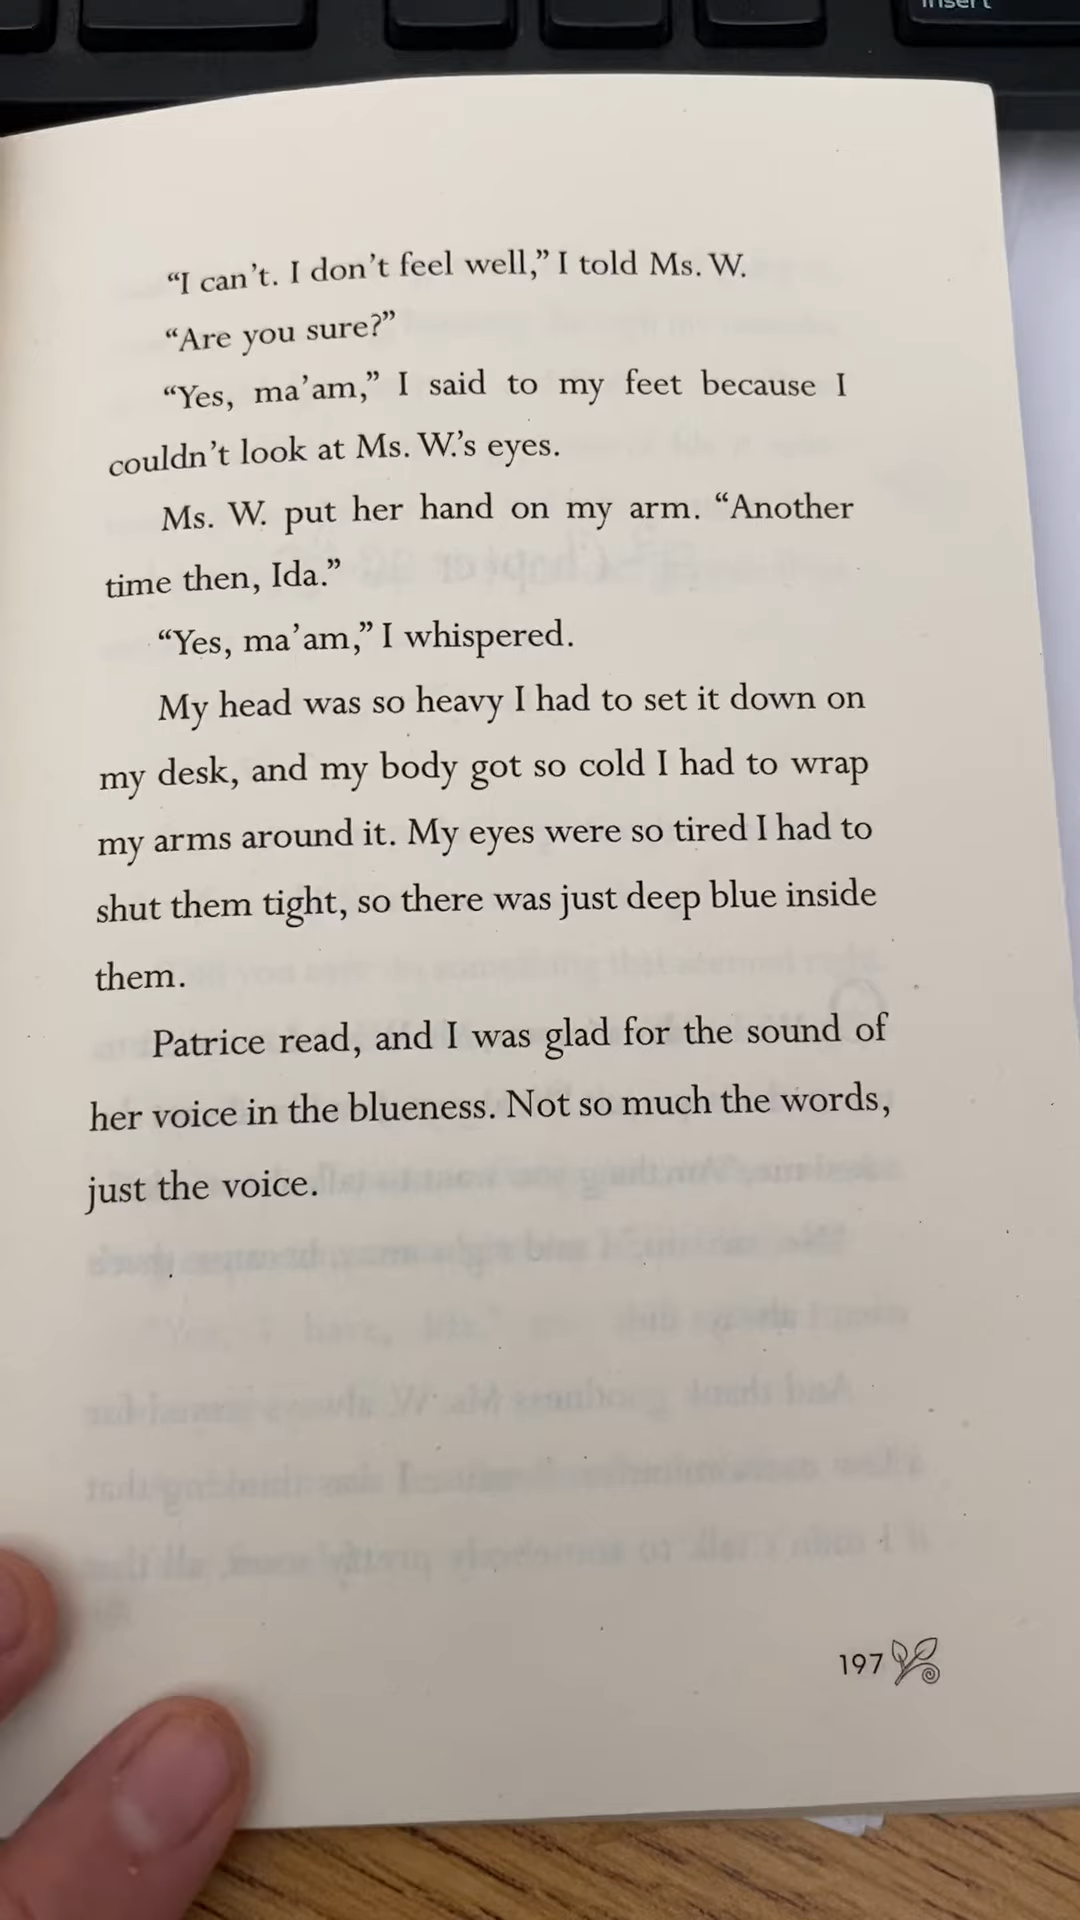 Insert
“I can’t. I don’t feel well,” I told Ms. W.
“Are you sure?”
“Yes, ma’am,” I said to my feet because I
couldn’t look at Ms. W.’s eyes.
Ms. W. put her hand on my arm. “Another
time then, Ida.”
“Yes, ma’am,” I whispered.
My head was so heavy I had to set it down on
my desk, and my body got so cold I had to wrap
my arms around it. My eyes were so tired I had to
shut them tight, so there was just deep blue inside
them.
Patrice read, and I was glad for the sound of
her voice in the blueness. Not so much the words,
just the voice.
197